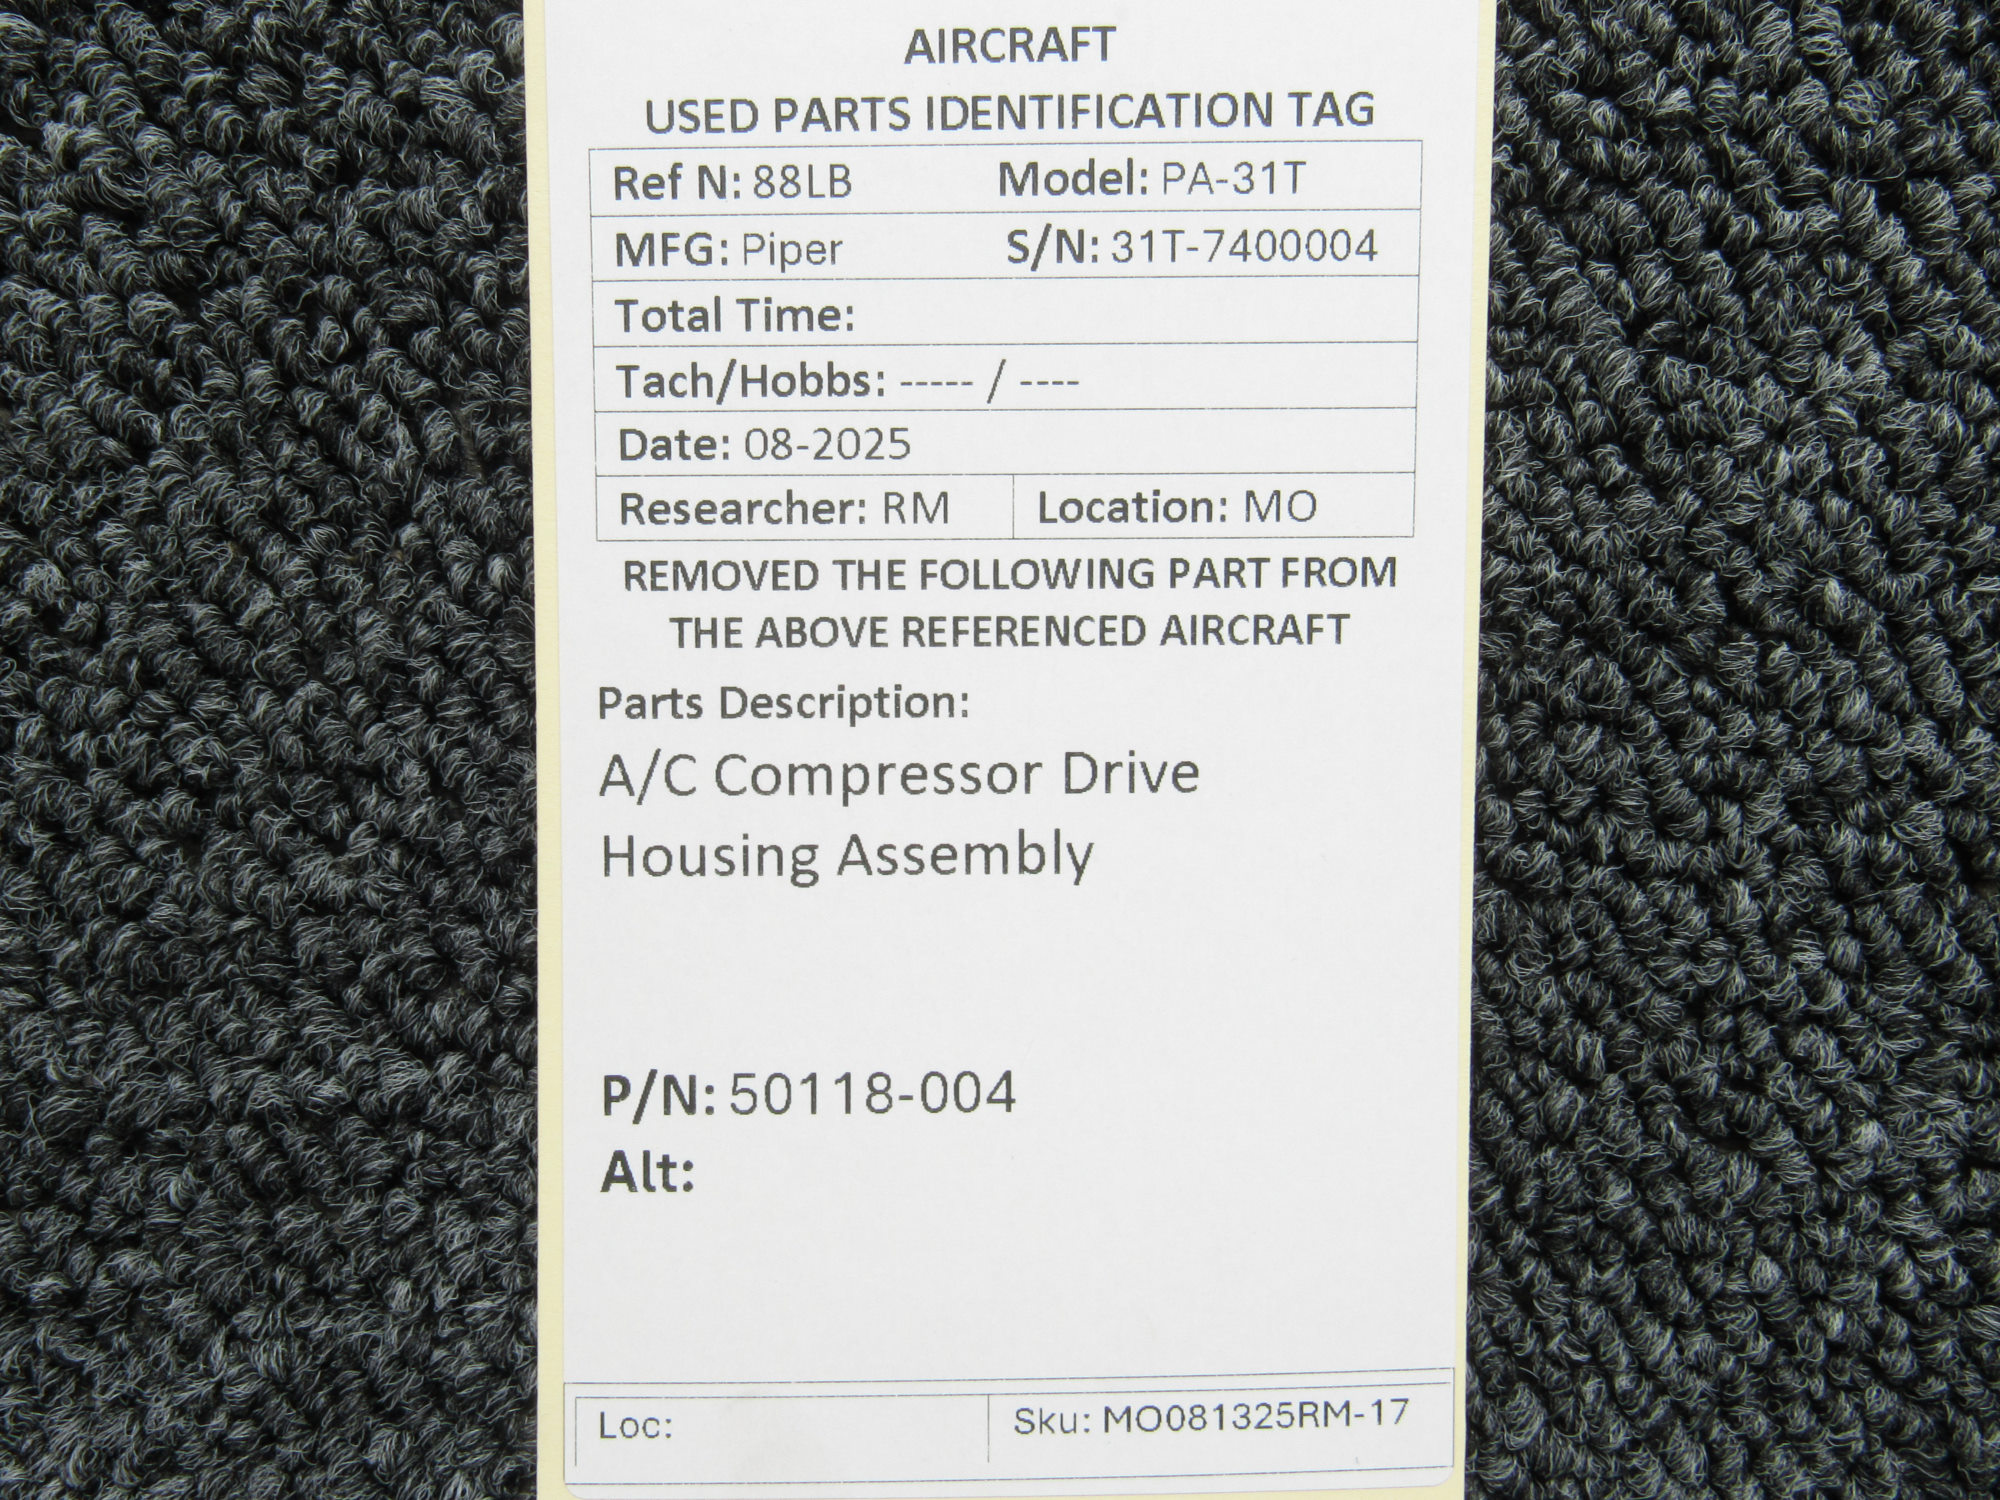 AIRCRAFT
USED PARTS IDENTIFICATION TAG
Ref N: 88LB Model: PA-31T
MFG: Piper S/N: 31T-7400004
Total Time:
Tach/Hobbs: ----- / ----
Date: 08-2025
Researcher: RM Location: MO
REMOVED THE FOLLOWING PART FROM
THE ABOVE REFERENCED AIRCRAFT
Parts Description:
A/C Compressor Drive
Housing Assembly
P/N: 50118-004
Alt:
Loc: Sku: MO081325RM-17